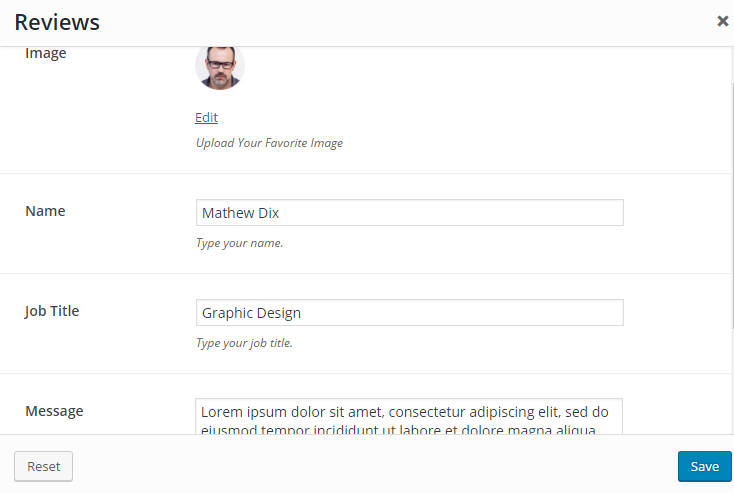 Reviews
×
Image
Edit
Upload Your Favorite Image
Name
Mathew Dix
Type your name.
Job Title
Graphic Design
Type your job title.
Message
Lorem ipsum dolor sit amet, consectetur adipiscing elit, sed do
eiusmod tempor incididunt ut labore et dolore magna aliqua.
Reset
Save